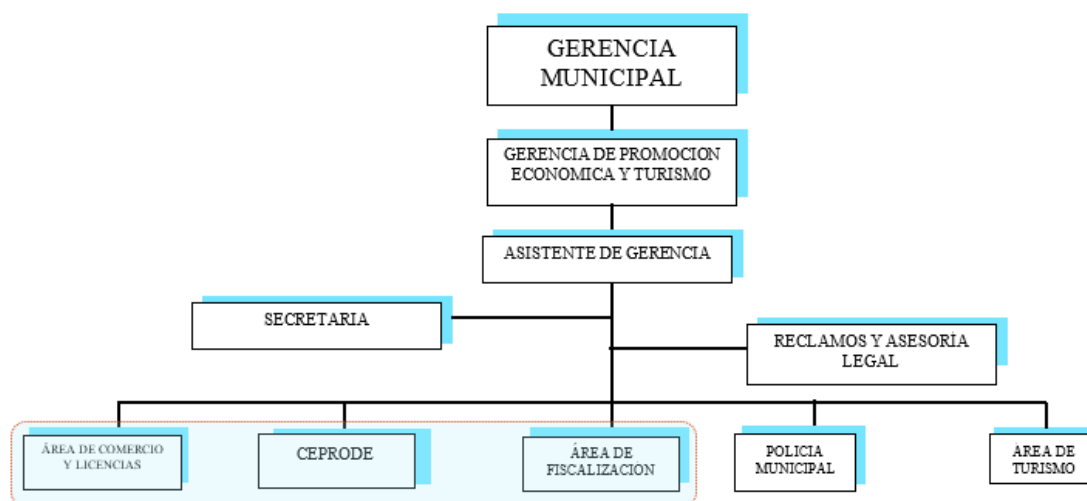 GERENCIA
MUNICIPAL
GERENCIA DE PROMOCION
ECONOMICA Y TURISMO
ASISTENTE DE GERENCIA
SECRETARIA
RECLAMOS Y ASESORÍA
LEGAL
ÁREA DE COMERCIO
Y LICENCIAS
CEPRODE
ÁREA DE
FISCALIZACIÓN
POLICIA
MUNICIPAL
ÁREA DE
TURISMO